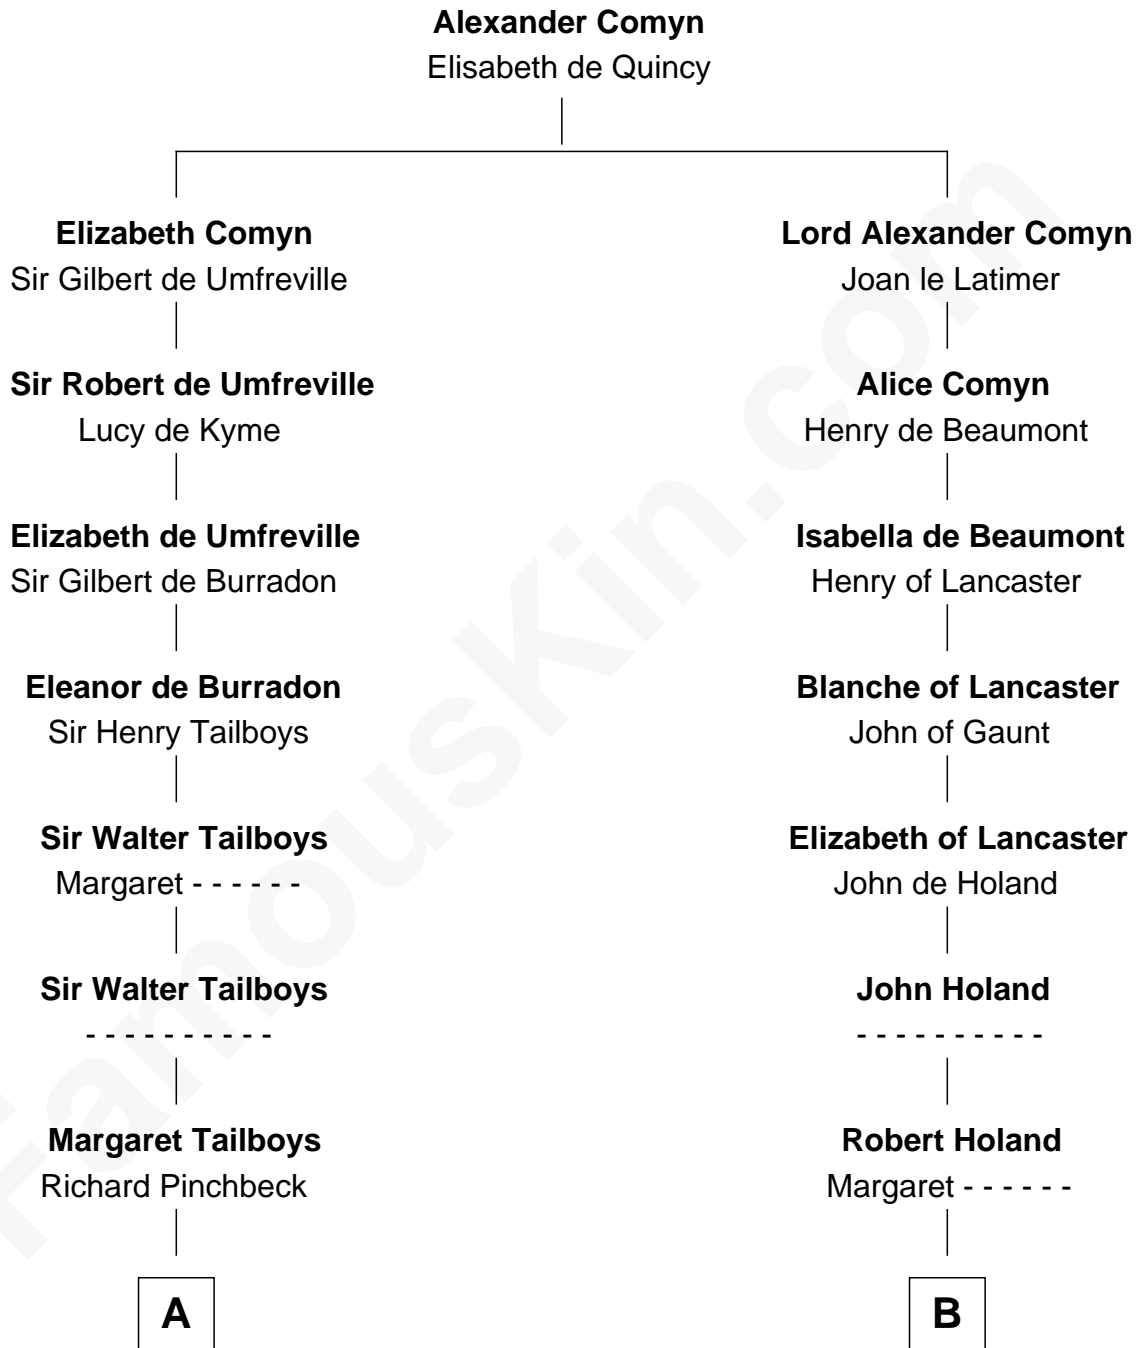 Alexander Comyn
Elisabeth de Quincy
Elizabeth Comyn
Sir Gilbert de Umfreville
Lord Alexander Comyn
Joan le Latimer
Sir Robert de Umfreville
Lucy de Kyme
Alice Comyn
Henry de Beaumont
Elizabeth de Umfreville
Sir Gilbert de Burradon
Isabella de Beaumont
Henry of Lancaster
Eleanor de Burradon
Sir Henry Tailboys
Blanche of Lancaster
John of Gaunt
Sir Walter Tailboys
Margaret - - - - - -
Elizabeth of Lancaster
John de Holand
Sir Walter Tailboys
- - - - - - - - - -
John Holand
- - - - - - - - - -
Margaret Tailboys
Richard Pinchbeck
Robert Holand
Margaret - - - - - -
A
B
FamousKin.com